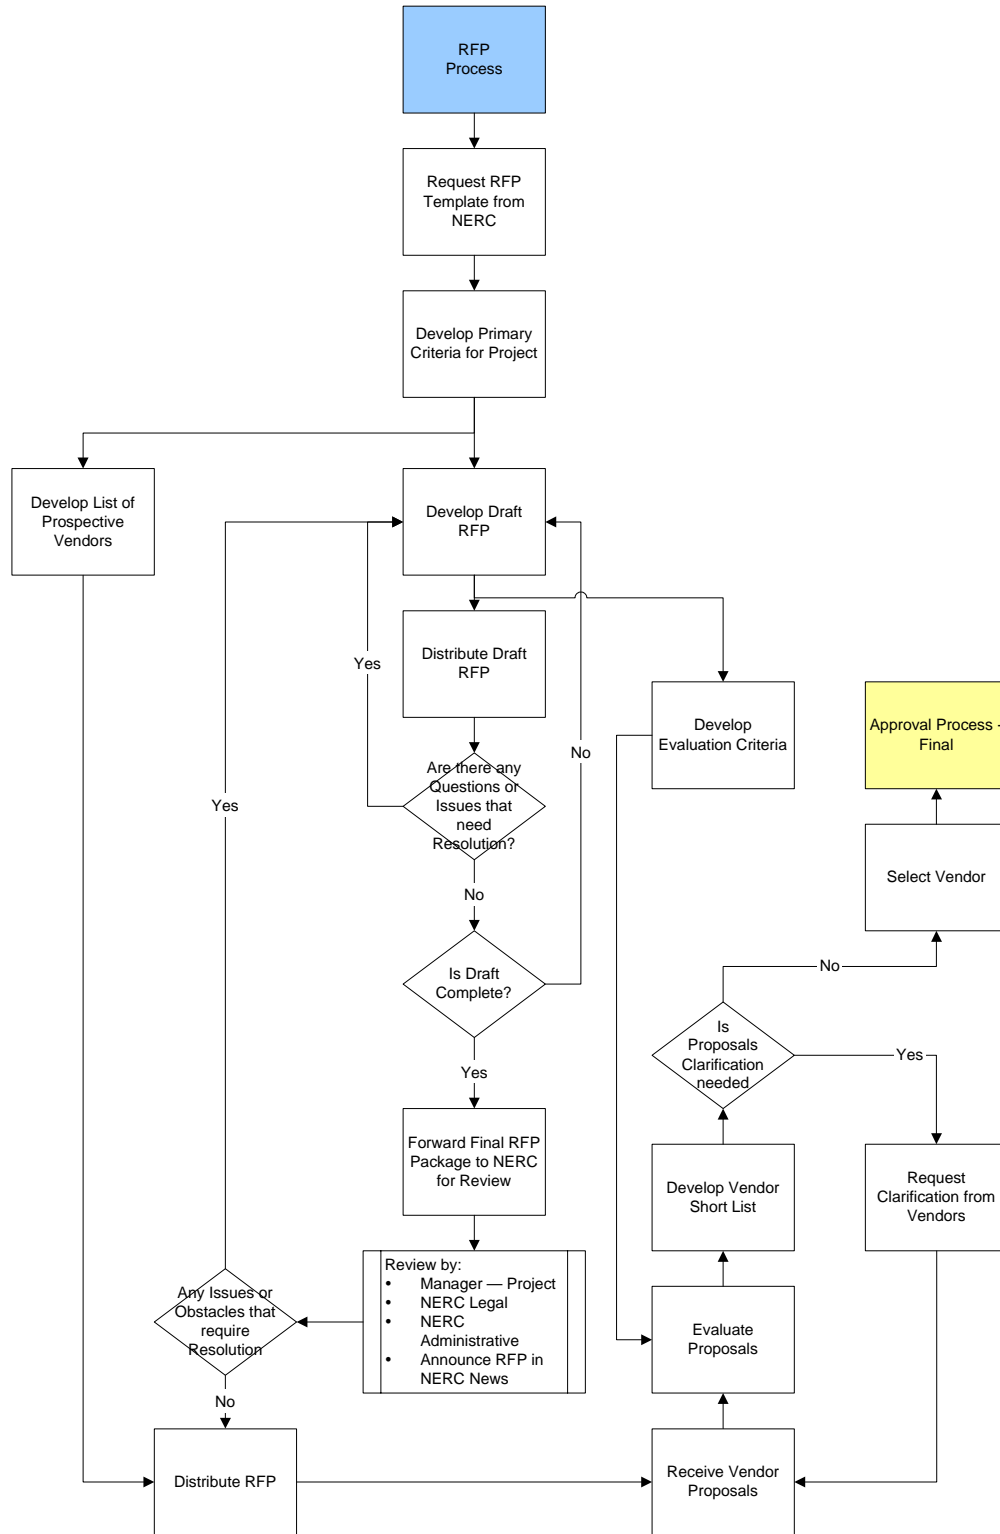 RFP
Process
Request RFP
Template from
NERC
Develop Primary
Criteria for Project
Develop List of
Prospective
Vendors
Develop Draft
RFP
Distribute Draft
RFP
Yes
Develop
Evaluation Criteria
Approval Process -
Final
No
Are there any
Questions or
Issues that
need
Resolution?
Yes
Select Vendor
No
Is Draft
Complete?
No
Is
Proposals
Clarification
needed
Yes
Yes
Forward Final RFP
Package to NERC
for Review
Develop Vendor
Short List
Request
Clarification from
Vendors
Any Issues or
Obstacles that
require
Resolution
Review by:
• Manager — Project
• NERC Legal
• NERC
Administrative
• Announce RFP in
NERC News
Evaluate
Proposals
No
Distribute RFP
Receive Vendor
Proposals